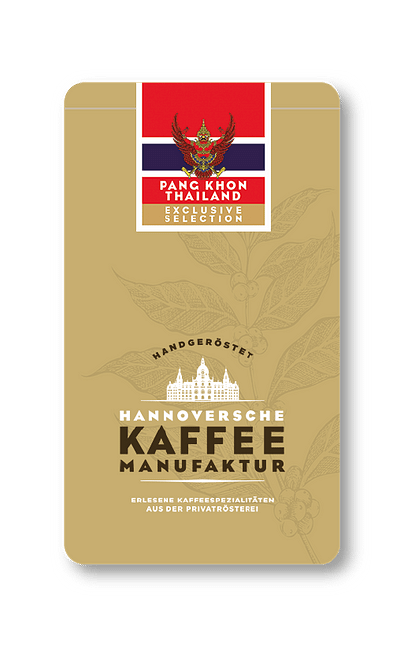 PANG KHON
THAILAND
EXCLUSIVE
SELECTION
HANDGERÖSTET
HANNOVERSCHE
KAFFEE
MANUFAKTUR
ERLESENE KAFFEESPEZIALITÄTEN
AUS DER PRIVATRÖSTEREI